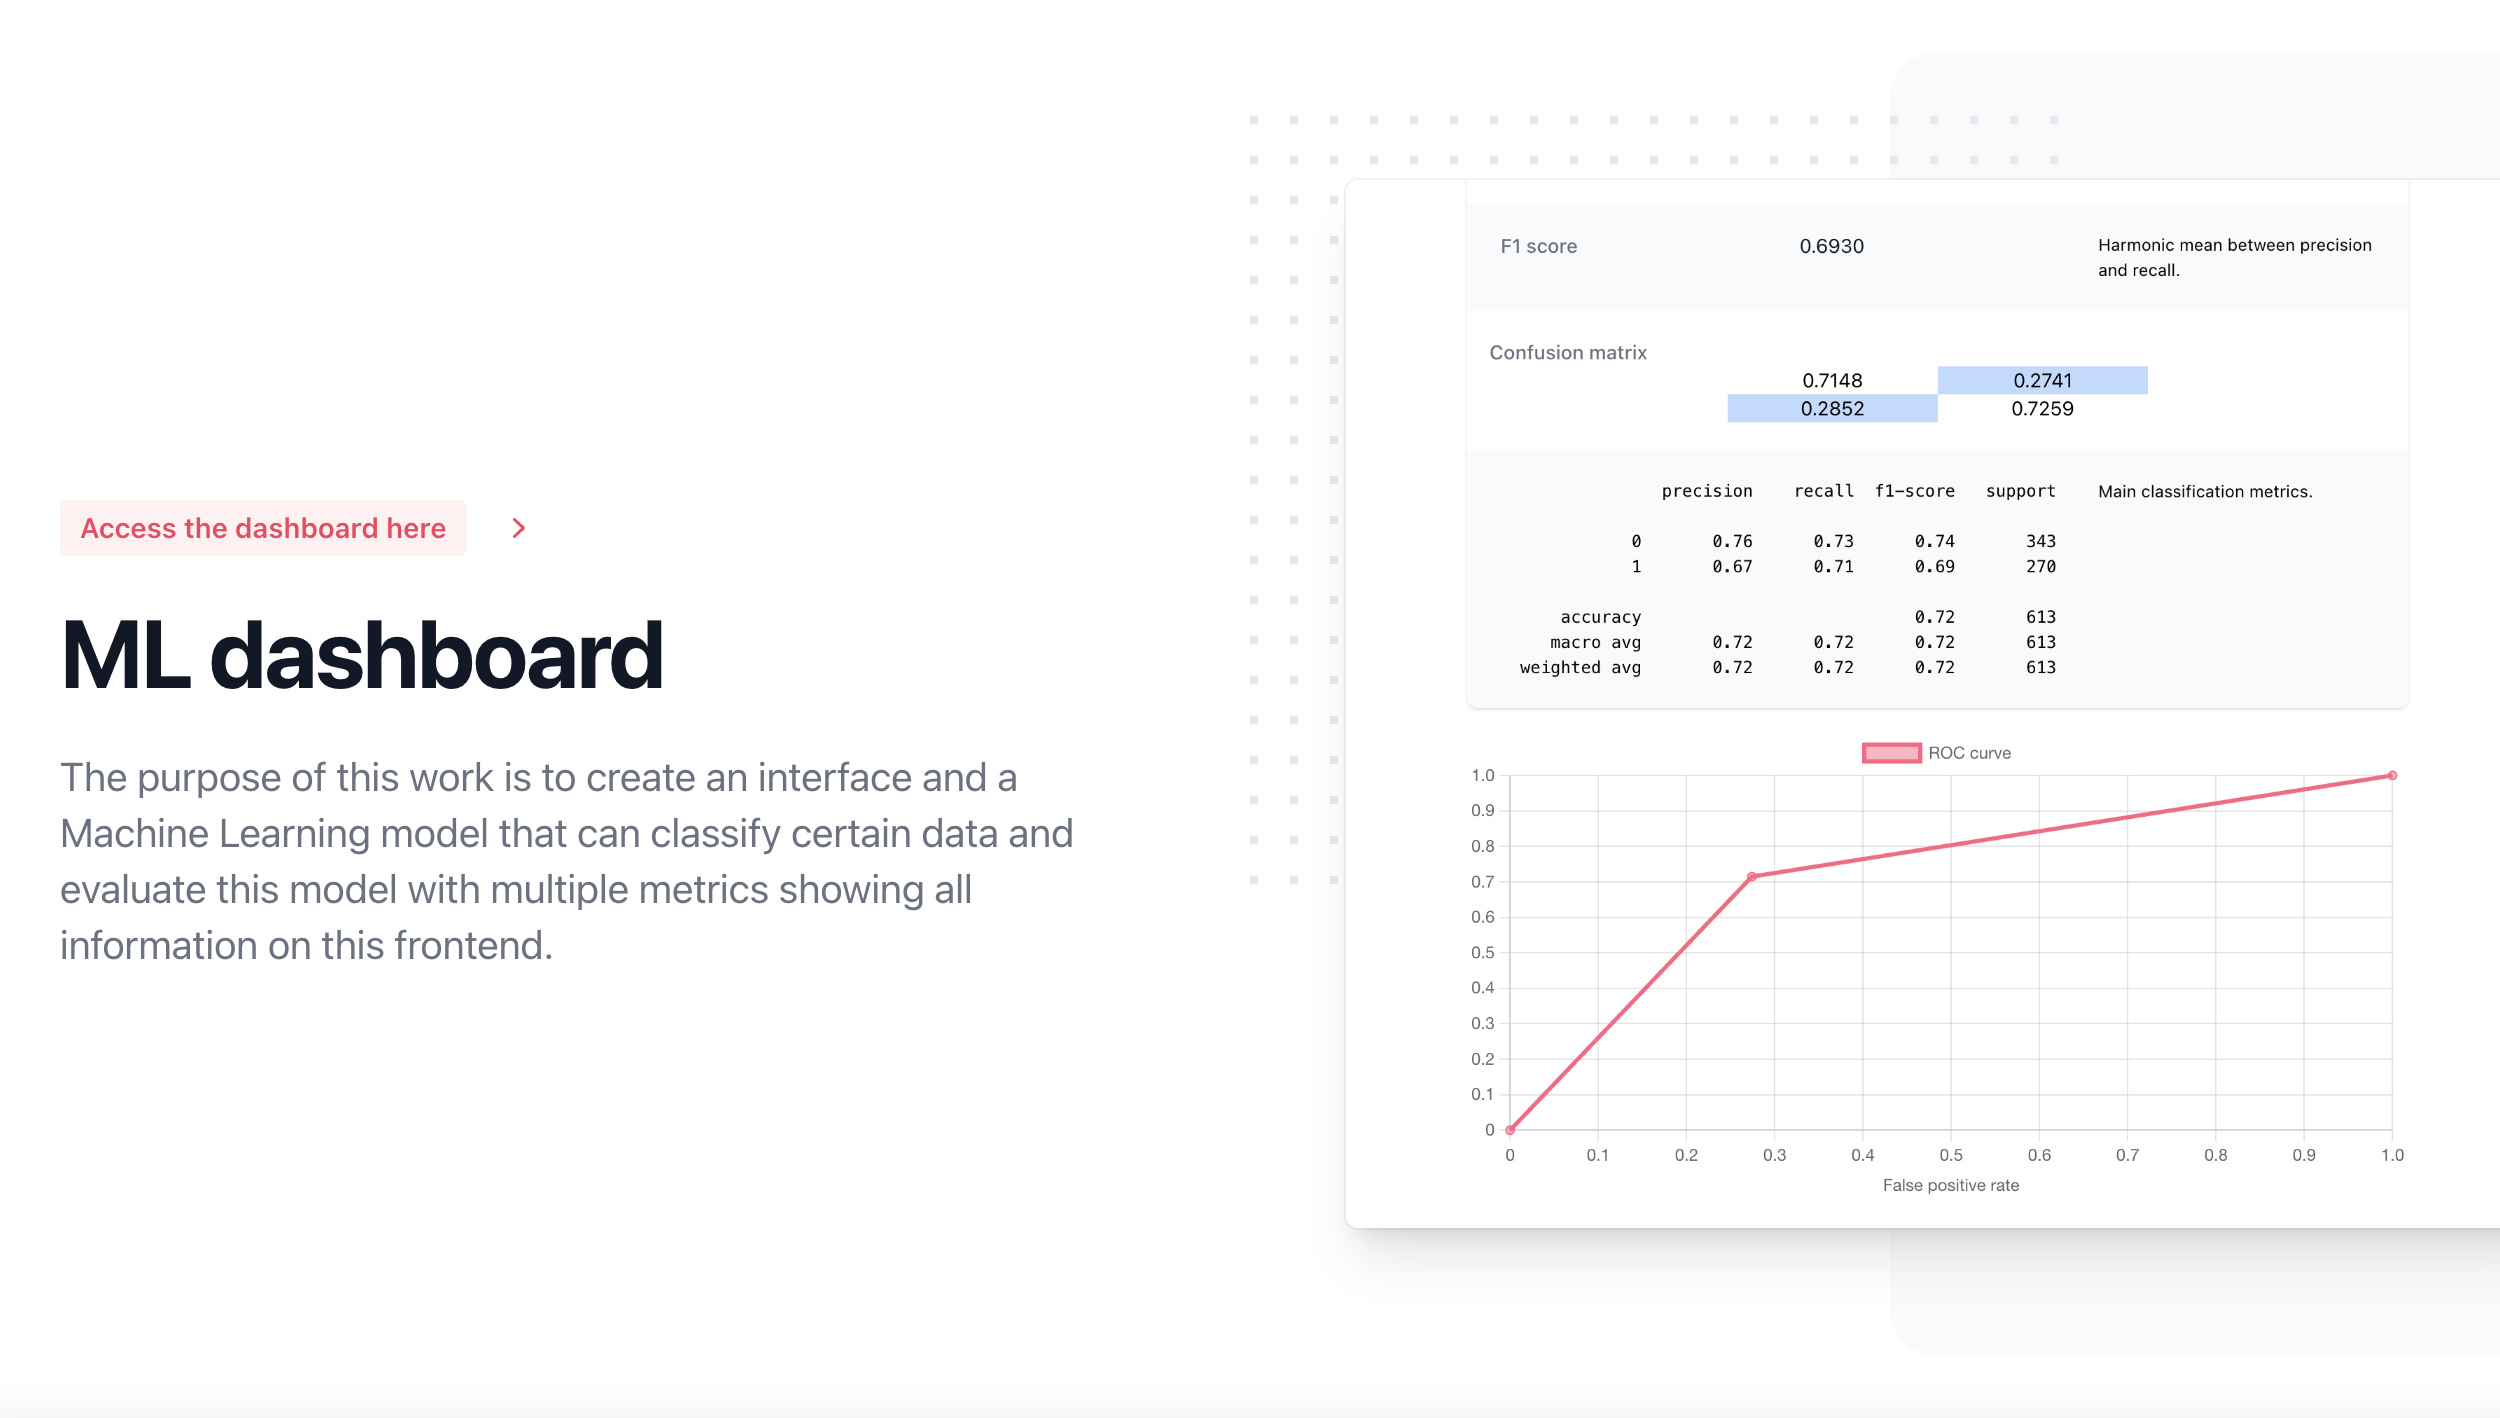 Access the dashboard here
ML dashboard
The purpose of this work is to create an interface and a
Machine Learning model that can classify certain data and
evaluate this model with multiple metrics showing all
information on this frontend.
F1 score 0.6930 Harmonic mean between precision
and recall.
Confusion matrix
0.7148 0.2741
0.2852 0.7259
precision recall f1-score support Main classification metrics.
0 0.76 0.73 0.74 343
1 0.67 0.71 0.69 270
accuracy 0.72 613
macro avg 0.72 0.72 0.72 613
weighted avg 0.72 0.72 0.72 613
ROC curve
1.0
0.9
0.8
0.7
0.6
0.5
0.4
0.3
0.2
0.1
0
0 0.1 0.2 0.3 0.4 0.5 0.6 0.7 0.8 0.9 1.0
False positive rate